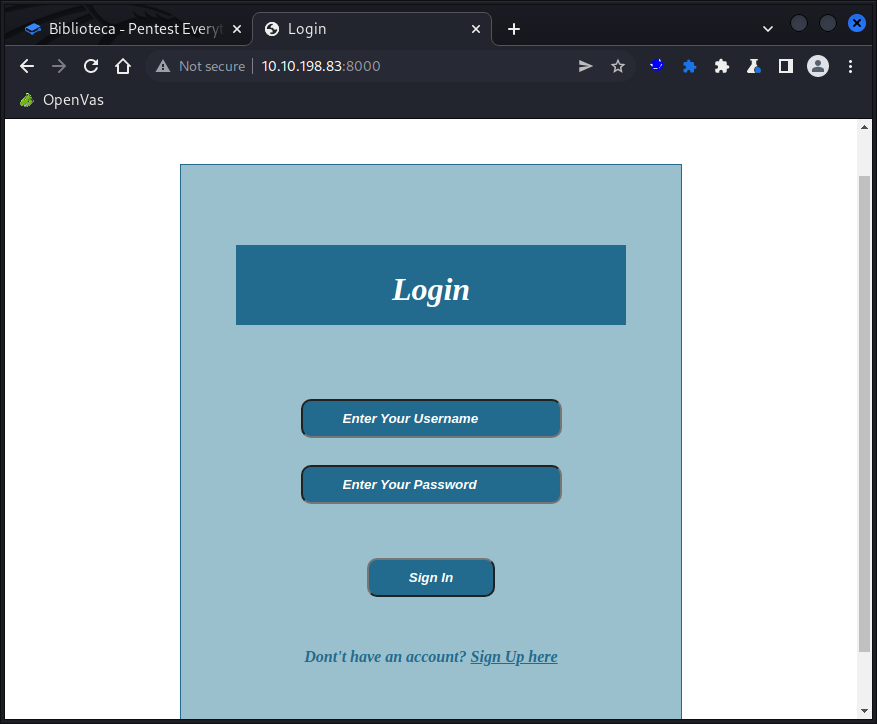 Biblioteca - Pentest Everyt
Login
Not secure | 10.10.198.83:8000
OpenVas
Login
Enter Your Username
Enter Your Password
Sign In
Dont't have an account? Sign Up here